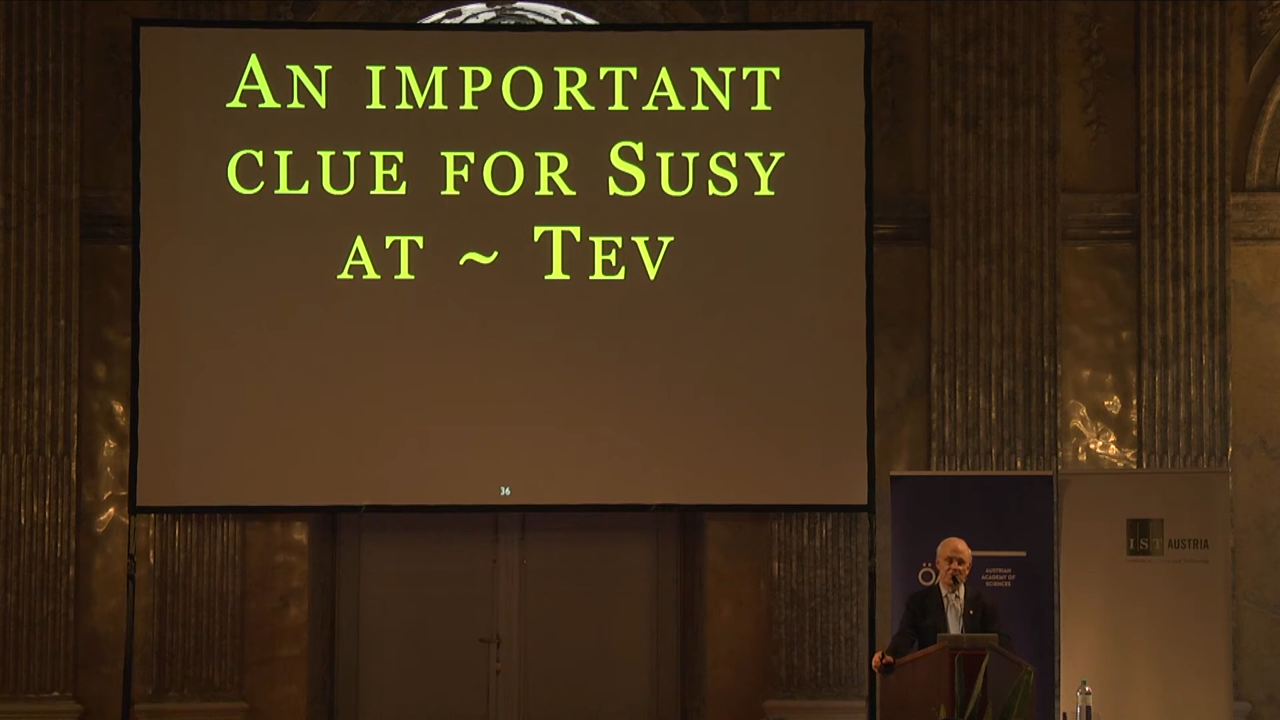 AN IMPORTANT
CLUE FOR SUSY
AT ~ TEV
36
AUSTRIAN
ACADEMY OF
SCIENCES
IST AUSTRIA